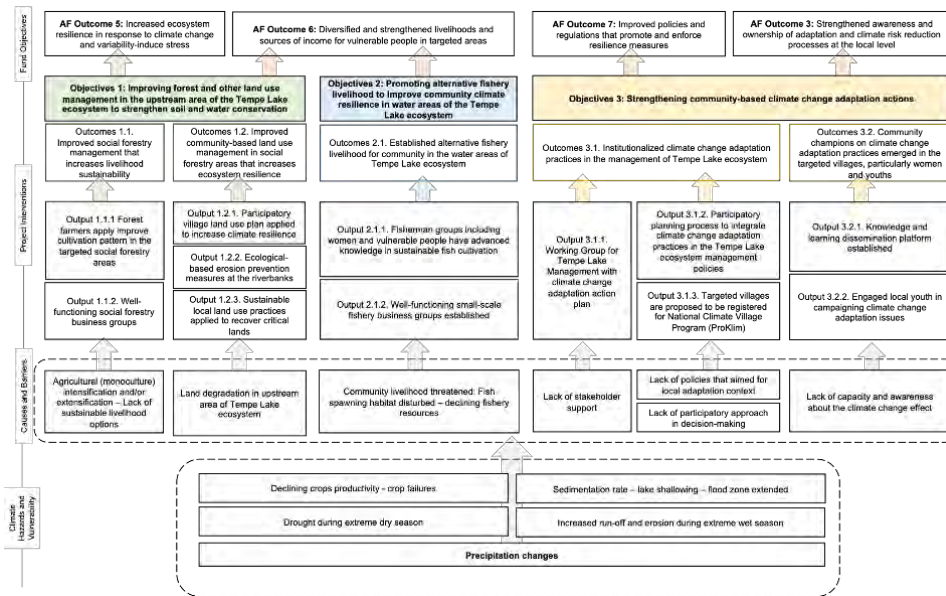 Fund Objectives
AF Outcome 5: Increased ecosystem
resilience in response to climate change
and variability-induce stress
AF Outcome 6: Diversified and strengthened livelihoods and
sources of income for vulnerable people in targeted areas
AF Outcome 7: Improved policies and
regulations that promote and enforce
resilience measures
AF Outcome 3: Strengthened awareness and
ownership of adaptation and climate risk reduction
processes at the local level
Objectives 1: Improving forest and other land use
management in the upstream area of the Tempe Lake
ecosystem to strengthen soil and water conservation
Objectives 2: Promoting alternative fishery
livelihood to improve community climate
resilience in water areas of the Tempe
Lake ecosystem
Objectives 3: Strengthening community-based climate change adaptation actions
Project Interventions
Outcomes 1.1.
Improved social forestry
management that
increases livelihood
sustainability
Outcomes 1.2. Improved
community-based land use
management in social
forestry areas that increases
ecosystem resilience
Outcomes 2.1. Established alternative fishery
livelihood for community in the water areas of
Tempe Lake ecosystem
Outcomes 3.1. Institutionalized climate change adaptation
practices in the management of Tempe Lake ecosystem
Outcomes 3.2. Community
champions on climate change
adaptation practices emerged in the
targeted villages, particularly women
and youths
Output 1.1.1 Forest
farmers apply improve
cultivation pattern in the
targeted social forestry
areas
Output 1.1.2. Well-
functioning social forestry
business groups
Output 1.2.1. Participatory
village land use plan applied
to increase climate resilience
Output 1.2.2. Ecological-
based erosion prevention
measures at the riverbanks
Output 1.2.3. Sustainable
local land use practices
applied to recover critical
lands
Output 2.1.1. Fisherman groups including
women and vulnerable people have advanced
knowledge in sustainable fish cultivation
Output 2.1.2. Well-functioning small-scale
fishery business groups established
Output 3.1.1.
Working Group for
Tempe Lake
Management with
climate change
adaptation action
plan
Output 3.1.2. Participatory
planning process to integrate
climate change adaptation
practices in the Tempe Lake
ecosystem management
policies
Output 3.1.3. Targeted villages
are proposed to be registered
for National Climate Village
Program (ProKlim)
Output 3.2.1. Knowledge and
learning dissemination platform
established
Output 3.2.2. Engaged local youth in
campaigning climate change
adaptation issues
Causes and Barriers
Agricultural (monoculture)
intensification and/or
extensification – Lack of
sustainable livelihood
options
Land degradation in upstream
area of Tempe Lake
ecosystem
Community livelihood threatened: Fish
spawning habitat disturbed – declining fishery
resources
Lack of stakeholder
support
Lack of policies that aimed for
local adaptation context
Lack of participatory approach
in decision-making
Lack of capacity and awareness
about the climate change effect
Climate
Hazards and
Vulnerability
Declining crops productivity - crop failures
Sedimentation rate – lake shallowing – flood zone extended
Drought during extreme dry season
Increased run-off and erosion during extreme wet season
Precipitation changes